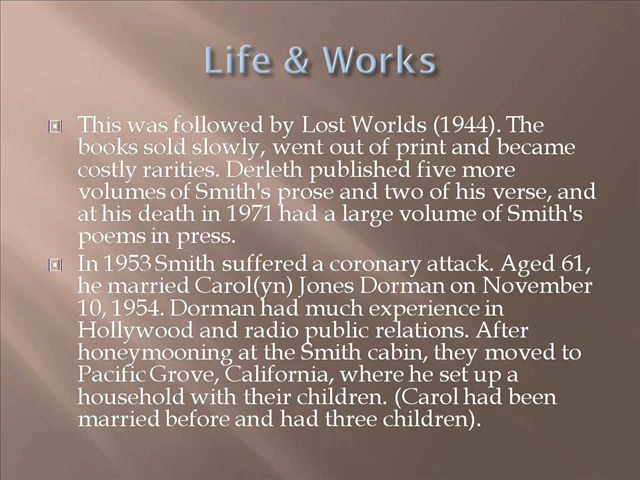 Life & Works
This was followed by Lost Worlds (1944). The
books sold slowly, went out of print and became
costly rarities. Derleth published five more
volumes of Smith's prose and two of his verse, and
at his death in 1971 had a large volume of Smith's
poems in press.
In 1953 Smith suffered a coronary attack. Aged 61,
he married Carol(yn) Jones Dorman on November
10, 1954. Dorman had much experience in
Hollywood and radio public relations. After
honeymooning at the Smith cabin, they moved to
Pacific Grove, California, where he set up a
household with their children. (Carol had been
married before and had three children).